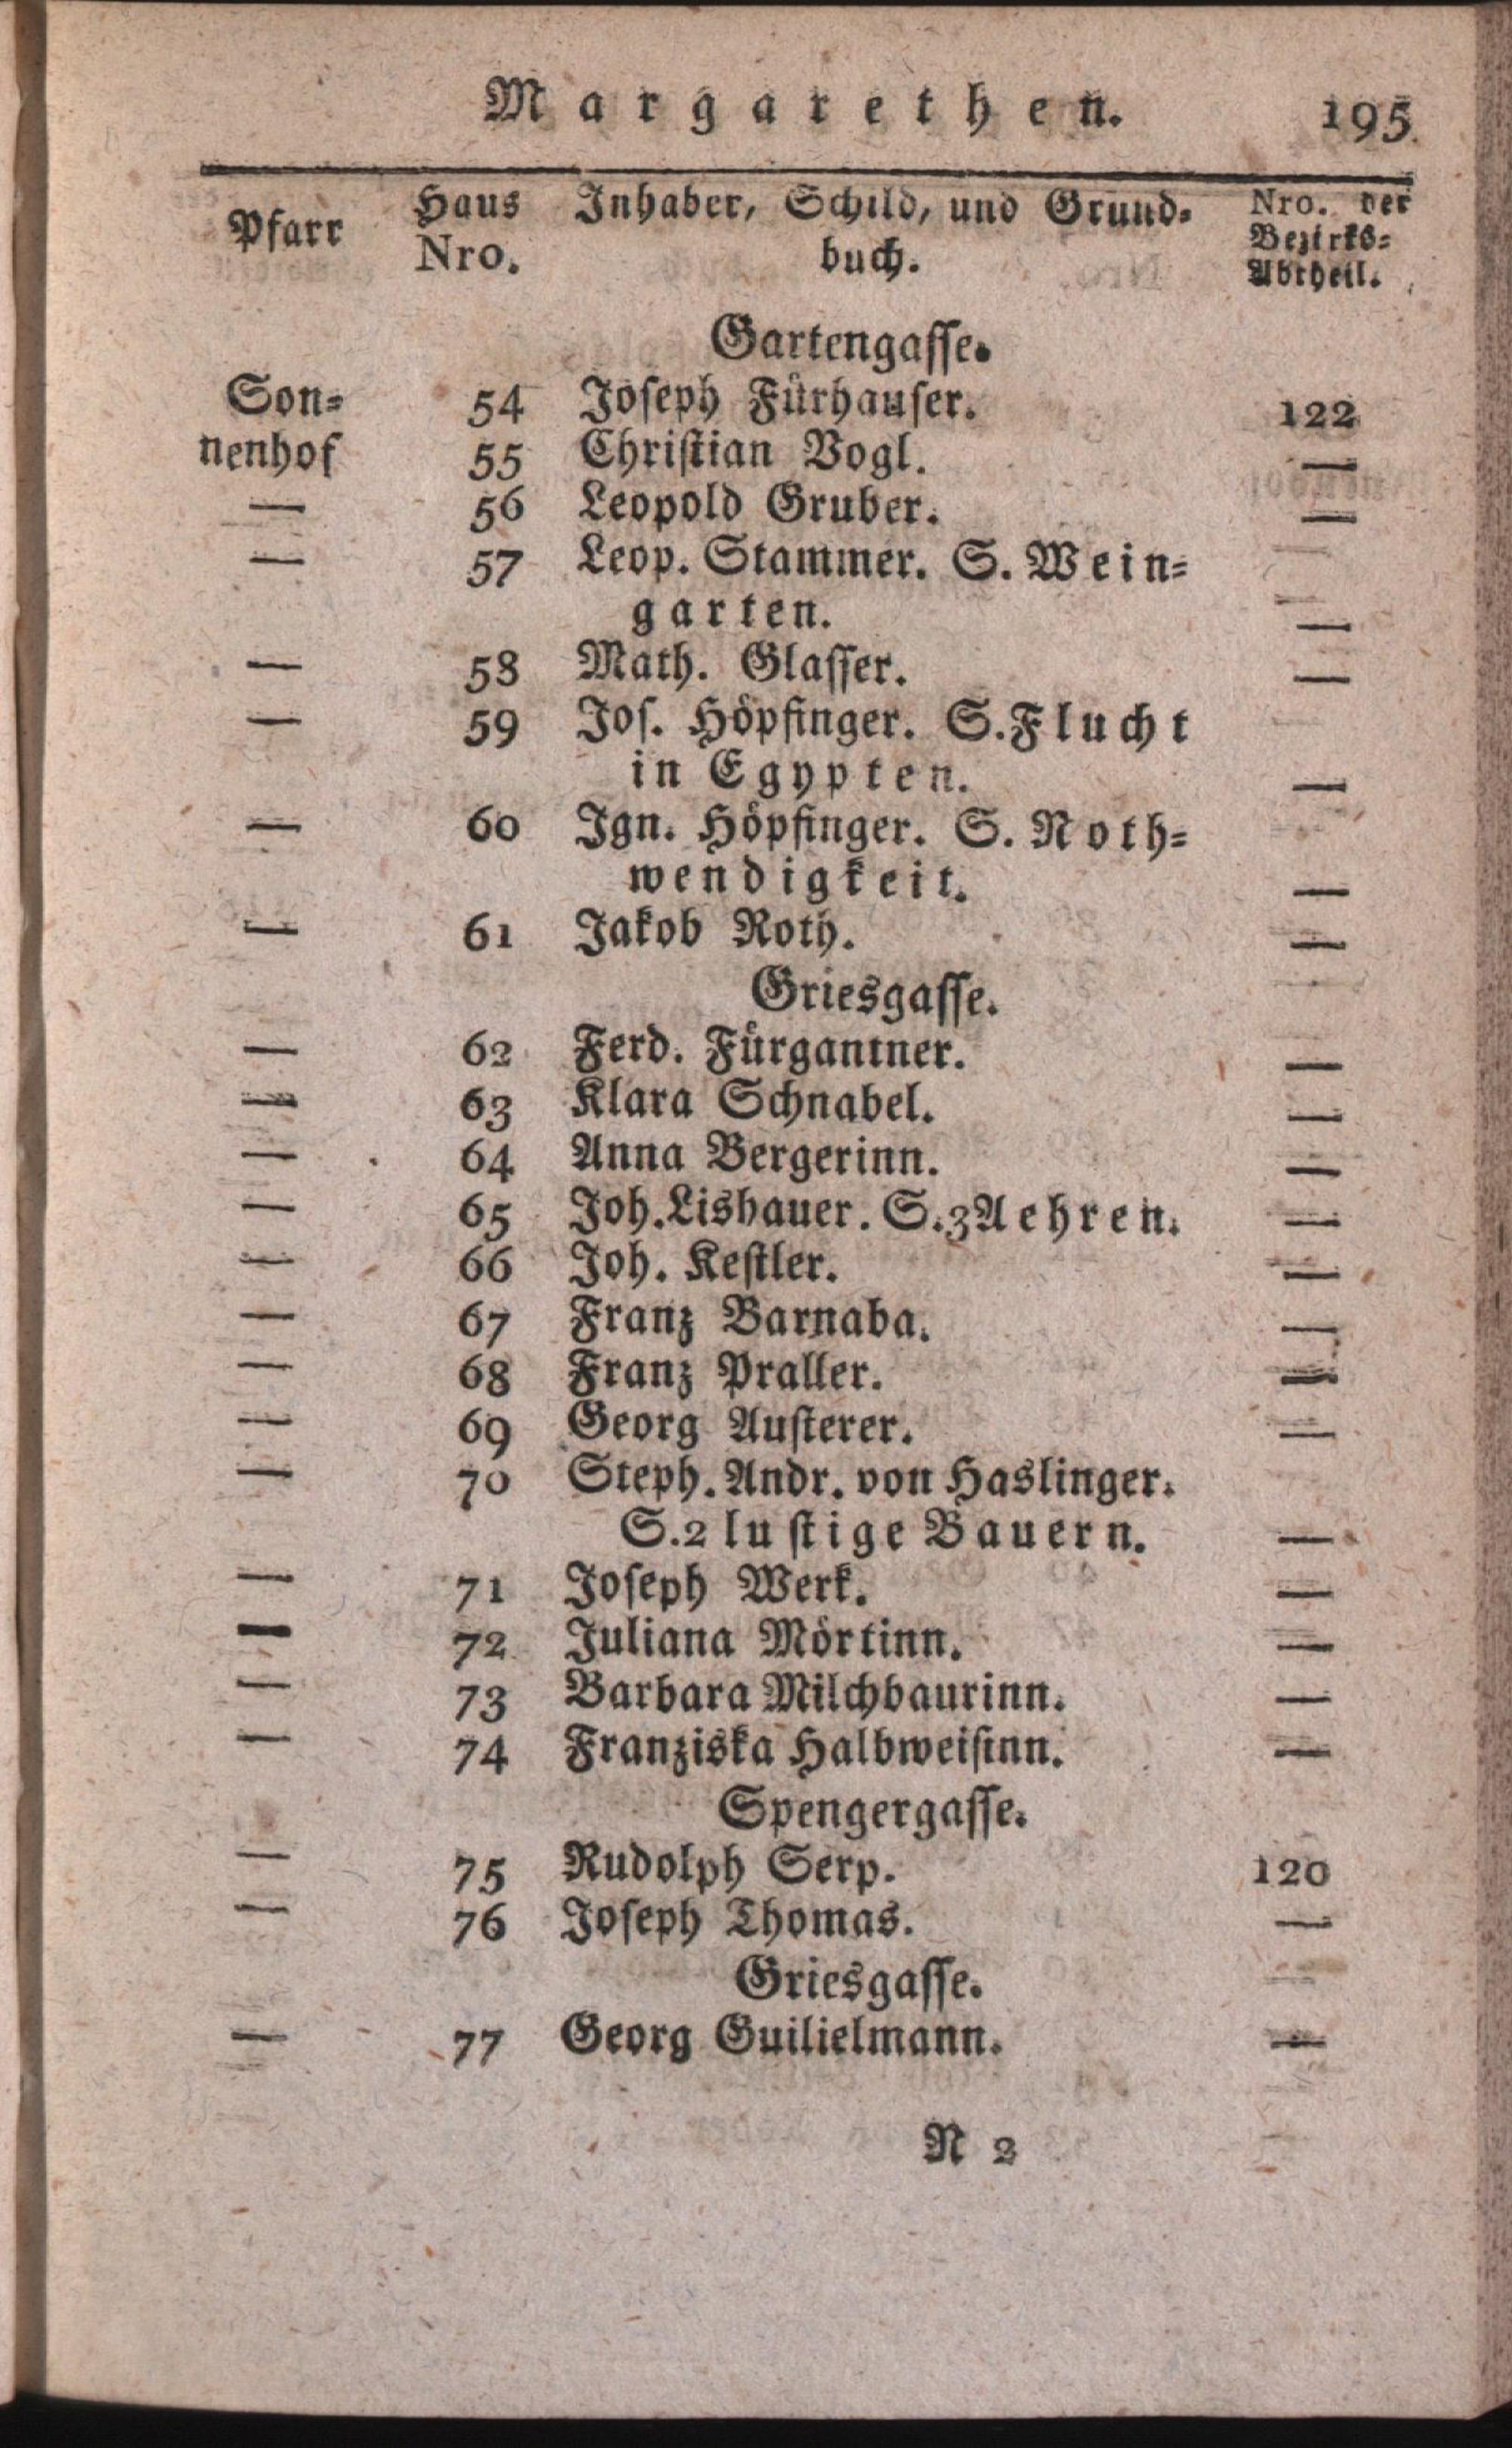 Margarethen. 195
Pfarr Haus Nro. Inhaber, Schild, und Grund- buch. Nro. der Bezirks- Abtheil.
Gartengasse.
Son- 54 Joseph Fürhauser. 122
nenhof 55 Christian Vogl. —
— 56 Leopold Gruber. —
— 57 Leop. Stammer. S. Wein-
garten. —
— 58 Math. Glasser. —
— 59 Jos. Höpfinger. S. Flucht
in Egypten. —
— 60 Ign. Höpfinger. S. Noth-
wendigkeit. —
— 61 Jakob Roth. —
Griesgasse.
— 62 Ferd. Fürgantner. —
— 63 Klara Schnabel. —
— 64 Anna Bergerinn. —
— 65 Joh. Lisbauer. S. 3 Aehren. —
— 66 Joh. Kestler. —
— 67 Franz Barnaba. —
— 68 Franz Praller. —
— 69 Georg Austerer. —
— 70 Steph. Andr. von Haslinger.
S. 2 lustige Bauern. —
— 71 Joseph Werk. —
— 72 Juliana Mörtinn. —
— 73 Barbara Milchbaurinn. —
— 74 Franziska Halbweisinn. —
Spengergasse.
— 75 Rudolph Serp. 120
— 76 Joseph Thomas. —
Griesgasse.
— 77 Georg Guilielmann. —
N 2